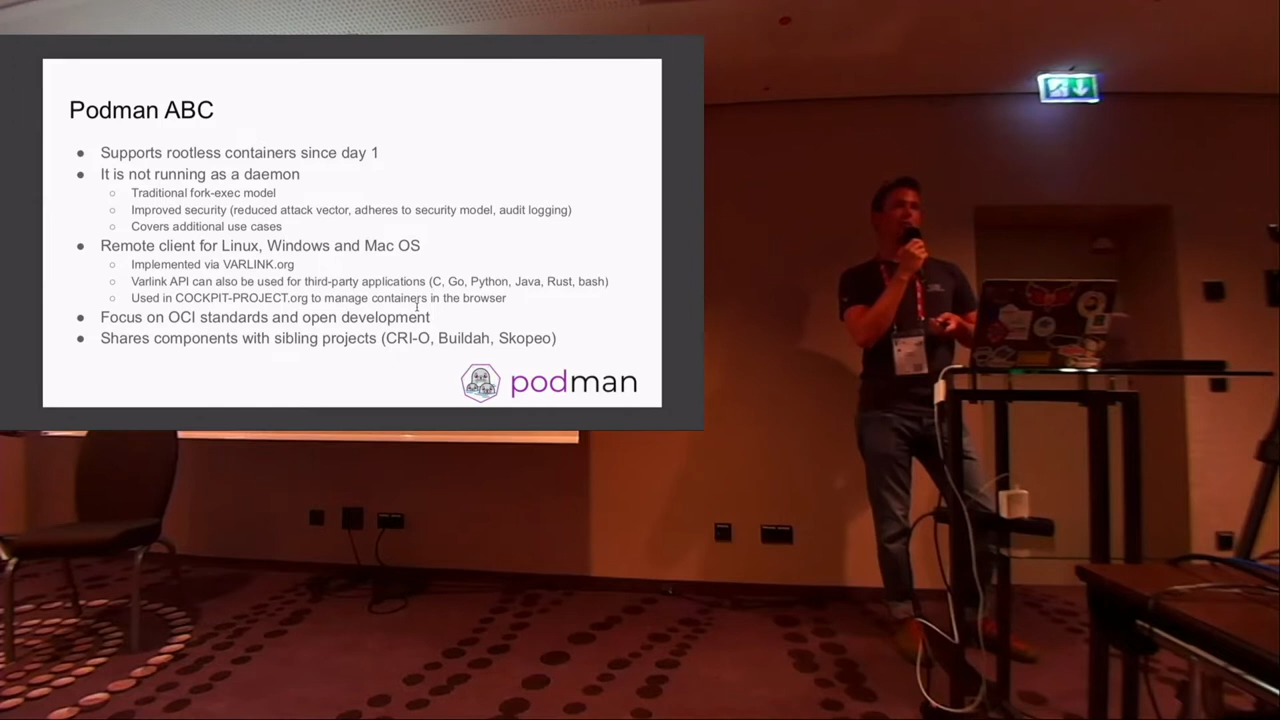 Podman ABC
● Supports rootless containers since day 1
● It is not running as a daemon
○ Traditional fork-exec model
○ Improved security (reduced attack vector, adheres to security model, audit logging)
○ Covers additional use cases
● Remote client for Linux, Windows and Mac OS
○ Implemented via VARLINK.org
○ Varlink API can also be used for third-party applications (C, Go, Python, Java, Rust, bash)
○ Used in COCKPIT-PROJECT.org to manage containers in the browser
● Focus on OCI standards and open development
● Shares components with sibling projects (CRI-O, Buildah, Skopeo)
podman